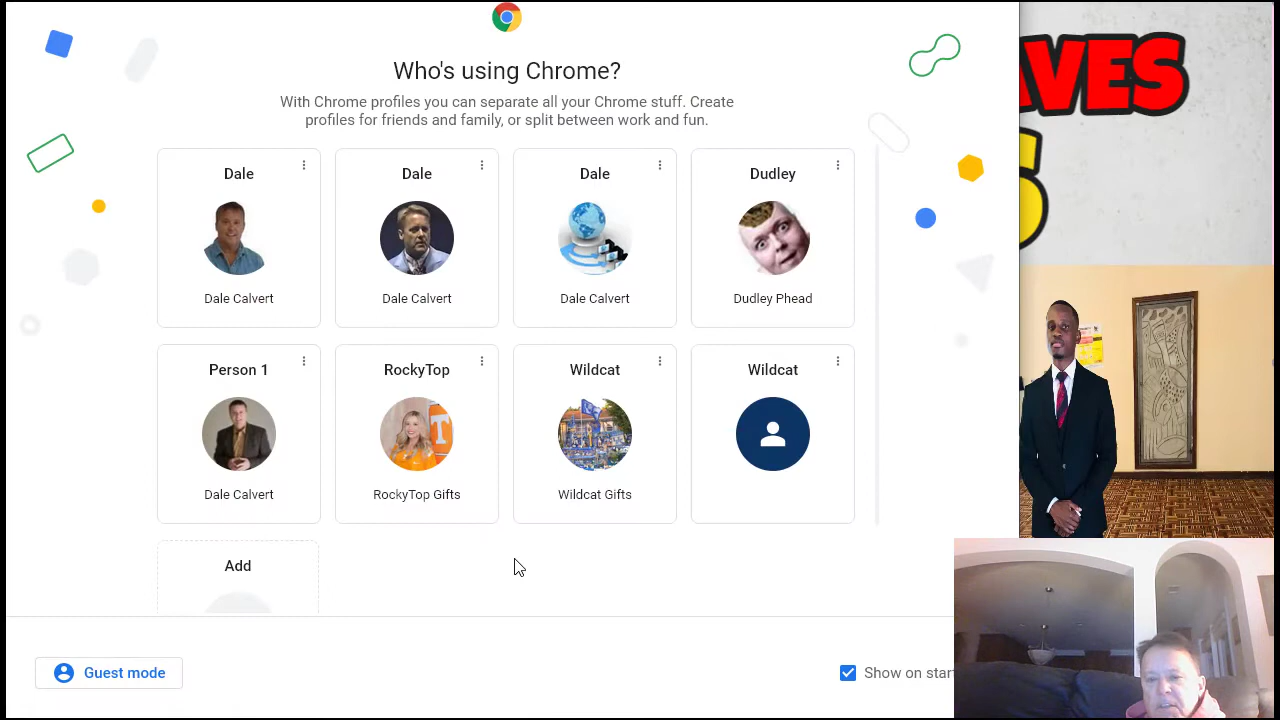 Who's using Chrome?
With Chrome profiles you can separate all your Chrome stuff. Create
profiles for friends and family, or split between work and fun.
Dale
Dale
Dale
Dudley
Dale Calvert
Dale Calvert
Dale Calvert
Dudley Phead
Person 1
RockyTop
Wildcat
Wildcat
Dale Calvert
RockyTop Gifts
Wildcat Gifts
Add
Guest mode
Show on star
AVES
S